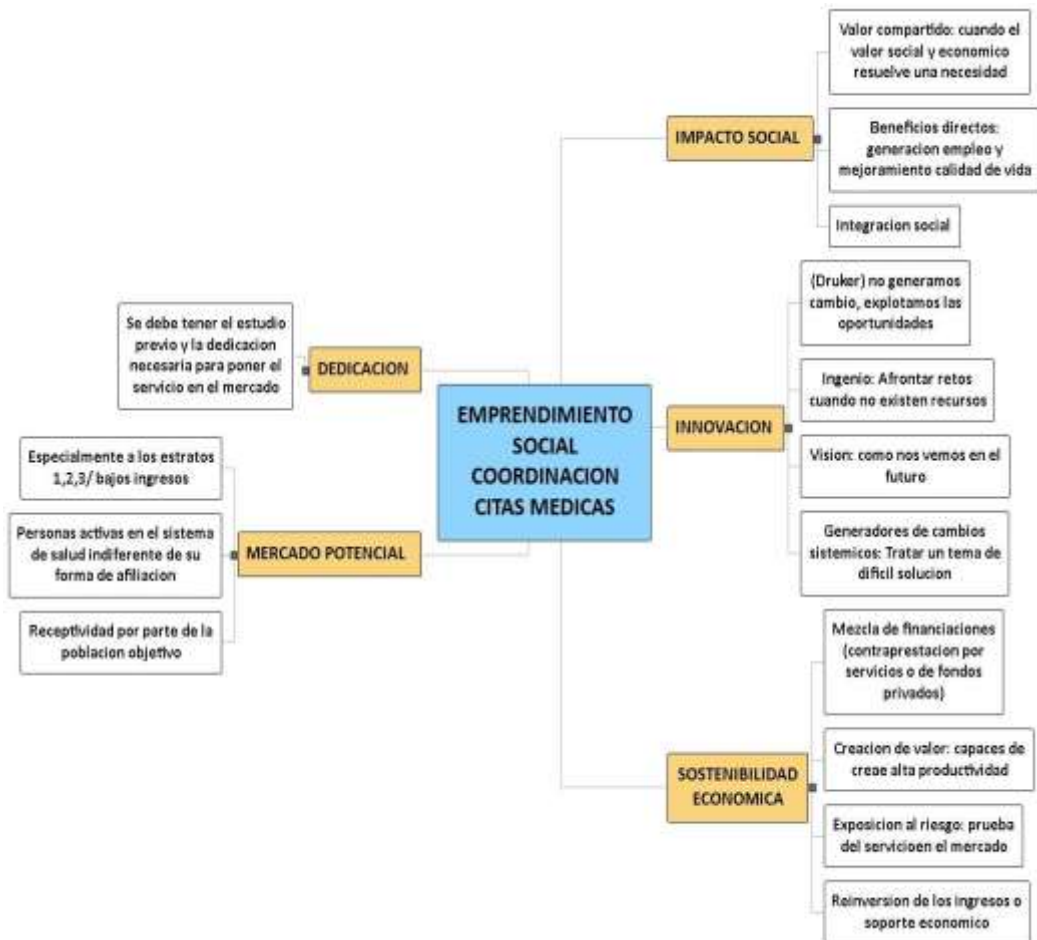 EMPRENDIMIENTO
SOCIAL
COORDINACION
CITAS MEDICAS
IMPACTO SOCIAL
Valor compartido: cuando el
valor social y economico
resuelve una necesidad
Beneficios directos:
generacion empleo y
mejoramiento calidad de vida
Integracion social
INNOVACION
(Druker) no generamos
cambio, explotamos las
oportunidades
Ingenio: Afrontar retos
cuando no existen recursos
Vision: como nos vemos en el
futuro
Generadores de cambios
sistemicos: Tratar un tema de
dificil solucion
SOSTENIBILIDAD
ECONOMICA
Mezcla de financiaciones
(contraprestacion por
servicios o de fondos
privados)
Creacion de valor: capaces de
creae alta productividad
Exposicion al riesgo: prueba
del servicioen el mercado
Reinversion de los ingresos o
soporte economico
DEDICACION
Se debe tener el estudio
previo y la dedicacion
necesaria para poner el
servicio en el mercado
MERCADO POTENCIAL
Especialmente a los estratos
1,2,3/ bajos ingresos
Personas activas en el sistema
de salud indiferente de su
forma de afiliacion
Receptividad por parte de la
poblacion objetivo